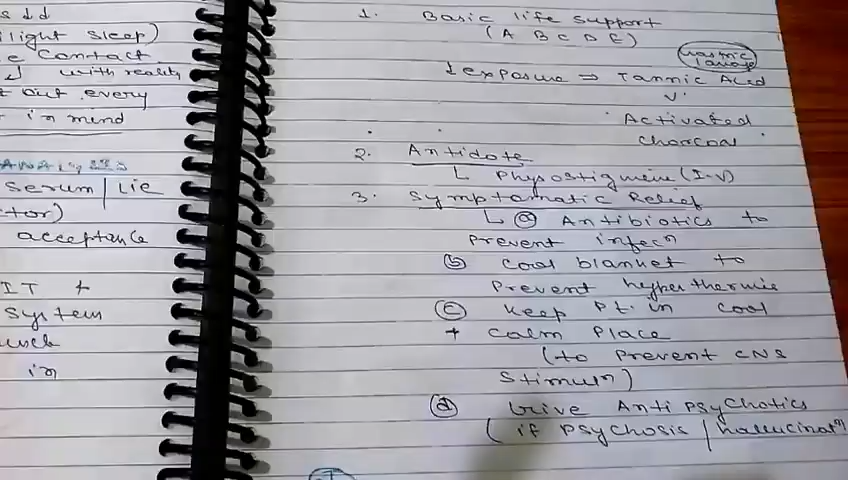 light sleep)
Contact
with reality
out every
in mind
Serum | Lie
acceptance
IT +
System
in
1. Basic life support
(A B C D E)
Gastric
Lavage
↓exposure ⇒ Tannic Acid
Activated
Charcoal
2. Antidote
↳ Physostigmine (I.V)
3. Symptomatic Relief
↳ ⓐ Antibiotics to
Prevent infecⁿ
ⓑ Cool blanket to
Prevent hyperthermia
ⓒ Keep Pt. in Cool
+ Calm Place
(to Prevent CNS
Stimulⁿ)
ⓓ Give Anti Psychotics
(if Psychosis | hallucinatⁿ)